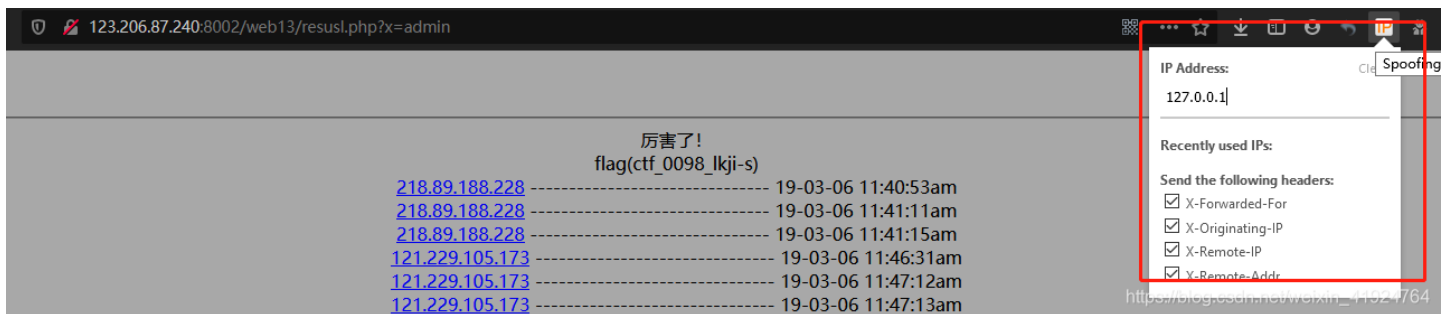 123.206.87.240:8002/web13/resusl.php?x=admin
IP
IP Address:
Cle
Spoofing
127.0.0.1
Recently used IPs:
Send the following headers:
X-Forwarded-For
X-Originating-IP
X-Remote-IP
X-Remote-Addr
厉害了!
flag(ctf_0098_lkji-s)
218.89.188.228 ------------------------------- 19-03-06 11:40:53am
218.89.188.228 ------------------------------- 19-03-06 11:41:11am
218.89.188.228 ------------------------------- 19-03-06 11:41:15am
121.229.105.173 ------------------------------- 19-03-06 11:46:31am
121.229.105.173 ------------------------------- 19-03-06 11:47:12am
121.229.105.173 ------------------------------- 19-03-06 11:47:13am
https://blog.csdn.net/weixin_41924764